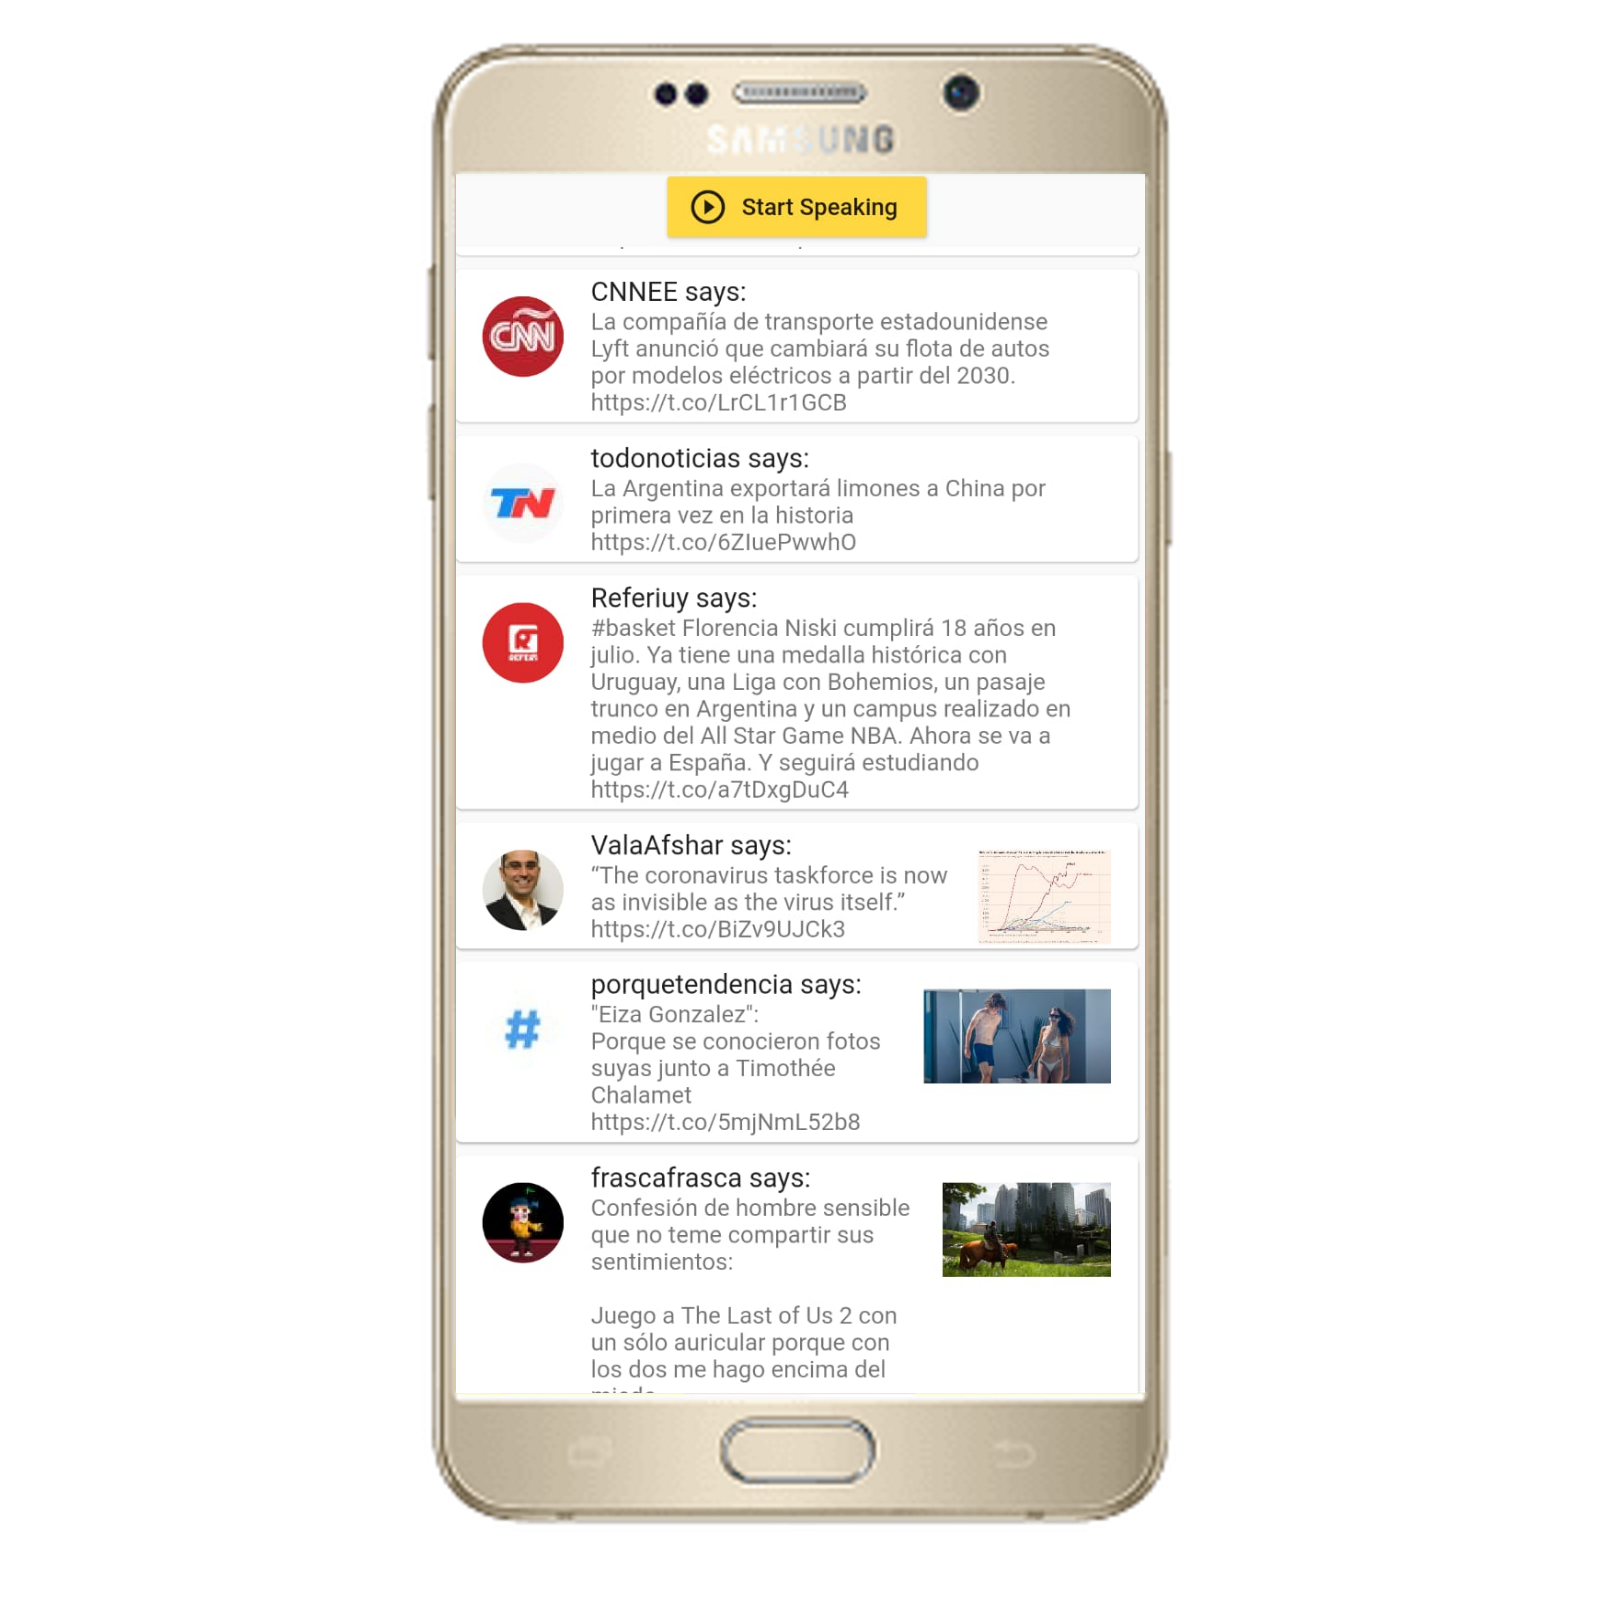 SAMSUNG
Start Speaking
CNNEE says:
CNN
La compañía de transporte estadounidense
Lyft anunció que cambiará su flota de autos
por modelos eléctricos a partir del 2030.
https://t.co/LrCL1r1GCB
todonoticias says:
TN
La Argentina exportará limones a China por
primera vez en la historia
https://t.co/6ZIuePwwhO
Referiuy says:
#basket Florencia Niski cumplirá 18 años en
julio. Ya tiene una medalla histórica con
Uruguay, una Liga con Bohemios, un pasaje
trunco en Argentina y un campus realizado en
medio del All Star Game NBA. Ahora se va a
jugar a España. Y seguirá estudiando
https://t.co/a7tDxgDuC4
ValaAfshar says:
“The coronavirus taskforce is now
as invisible as the virus itself.”
https://t.co/BiZv9UJCk3
porquetendencia says:
#
"Eiza Gonzalez":
Porque se conocieron fotos
suyas junto a Timothée
Chalamet
https://t.co/5mjNmL52b8
frascafrasca says:
Confesión de hombre sensible
que no teme compartir sus
sentimientos:
Juego a The Last of Us 2 con
un sólo auricular porque con
los dos me hago encima del